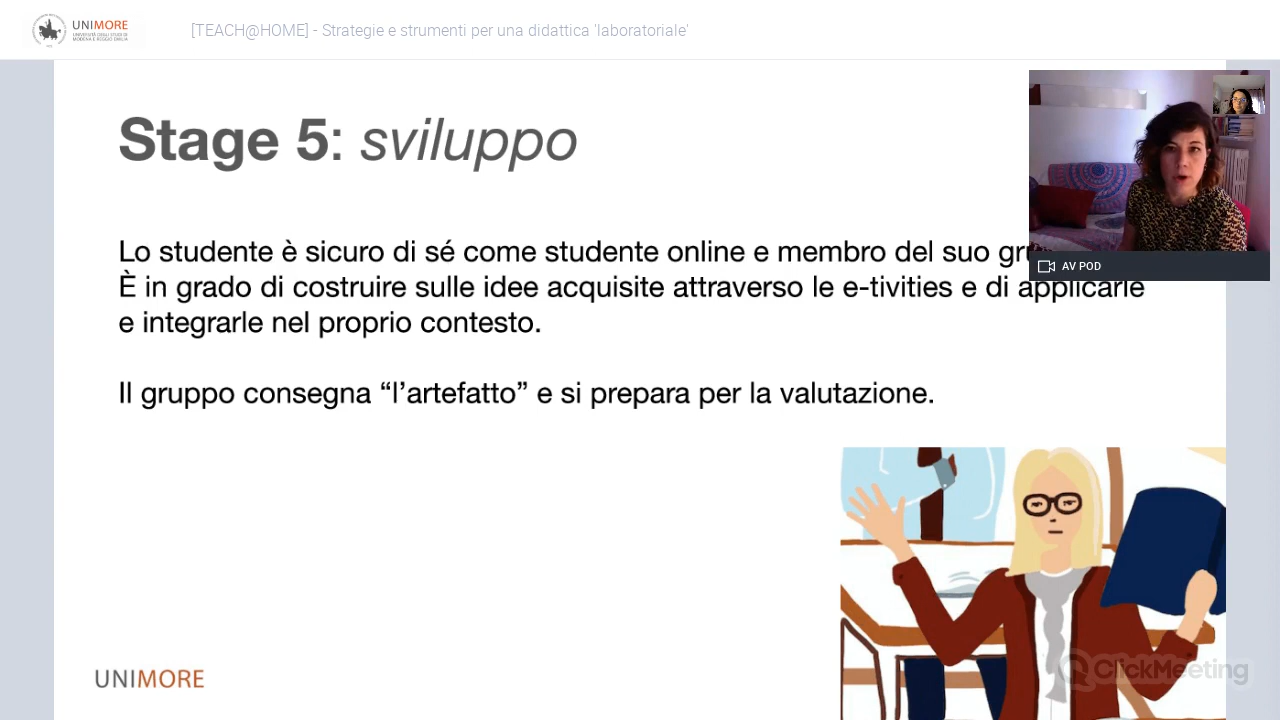 UNIMORE
UNIVERSITÀ DEGLI STUDI DI
MODENA E REGGIO EMILIA
[TEACH@HOME] - Strategie e strumenti per una didattica 'laboratoriale'
Stage 5: sviluppo
Lo studente è sicuro di sé come studente online e membro del suo
È in grado di costruire sulle idee acquisite attraverso le e-tivities e di applicarle
e integrarle nel proprio contesto.
Il gruppo consegna “l’artefatto” e si prepara per la valutazione.
AV POD
UNIMORE
ClickMeeting